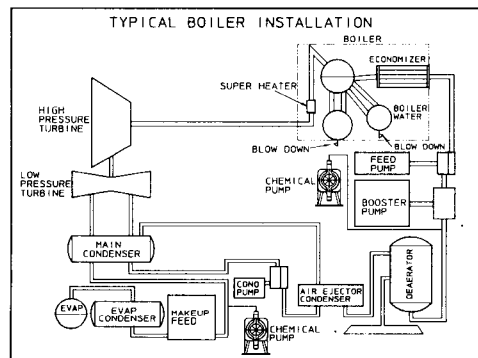 TYPICAL BOILER INSTALLATION
BOILER
ECONOMIZER
SUPER HEATER
HIGH
PRESSURE
TURBINE
BOILER
WATER
BLOW DOWN
BLOW DOWN
FEED
PUMP
LOW
PRESSURE
TURBINE
CHEMICAL
PUMP
BOOSTER
PUMP
MAIN
CONDENSER
DEAERATOR
COND
PUMP
AIR EJECTOR
CONDENSER
EVAP
EVAP
CONDENSER
MAKEUP
FEED
CHEMICAL
PUMP